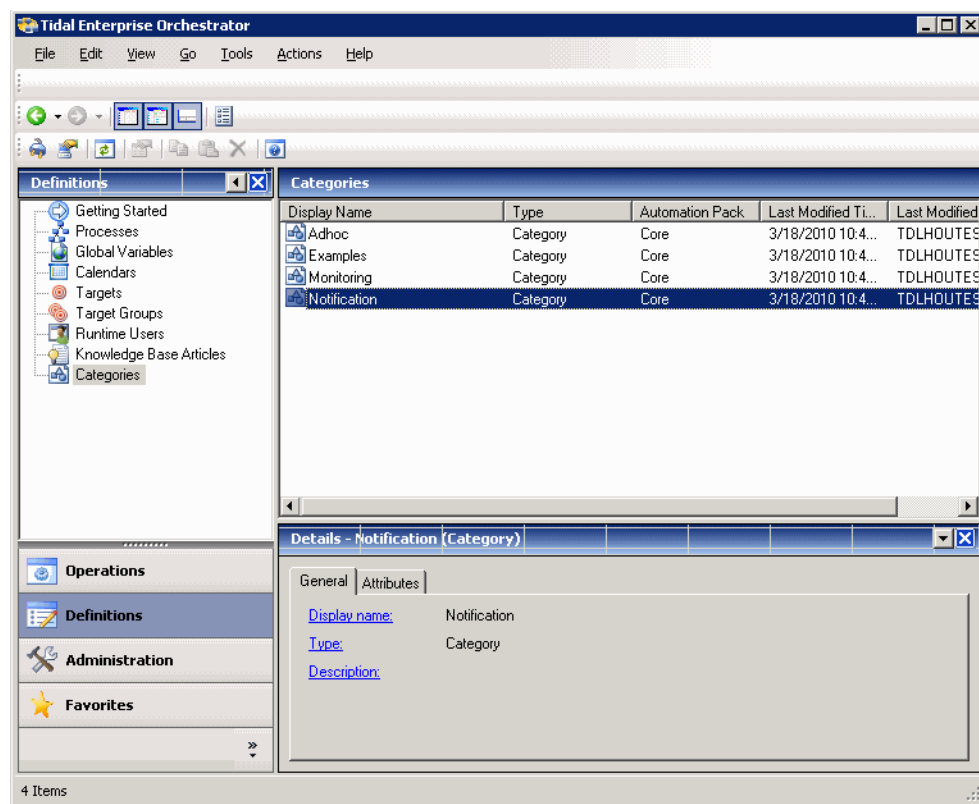 Tidal Enterprise Orchestrator
File Edit View Go Tools Actions Help
Definitions
Getting Started
Processes
Global Variables
Calendars
Targets
Target Groups
Runtime Users
Knowledge Base Articles
Categories
Operations
Definitions
Administration
Favorites
Categories
Display Name Type Automation Pack Last Modified Ti... Last Modified
Adhoc Category Core 3/18/2010 10:4... TDLHOUTES
Examples Category Core 3/18/2010 10:4... TDLHOUTES
Monitoring Category Core 3/18/2010 10:4... TDLHOUTES
Notification Category Core 3/18/2010 10:4... TDLHOUTES
Details - Notification (Category)
General Attributes
Display name: Notification
Type: Category
Description:
4 Items